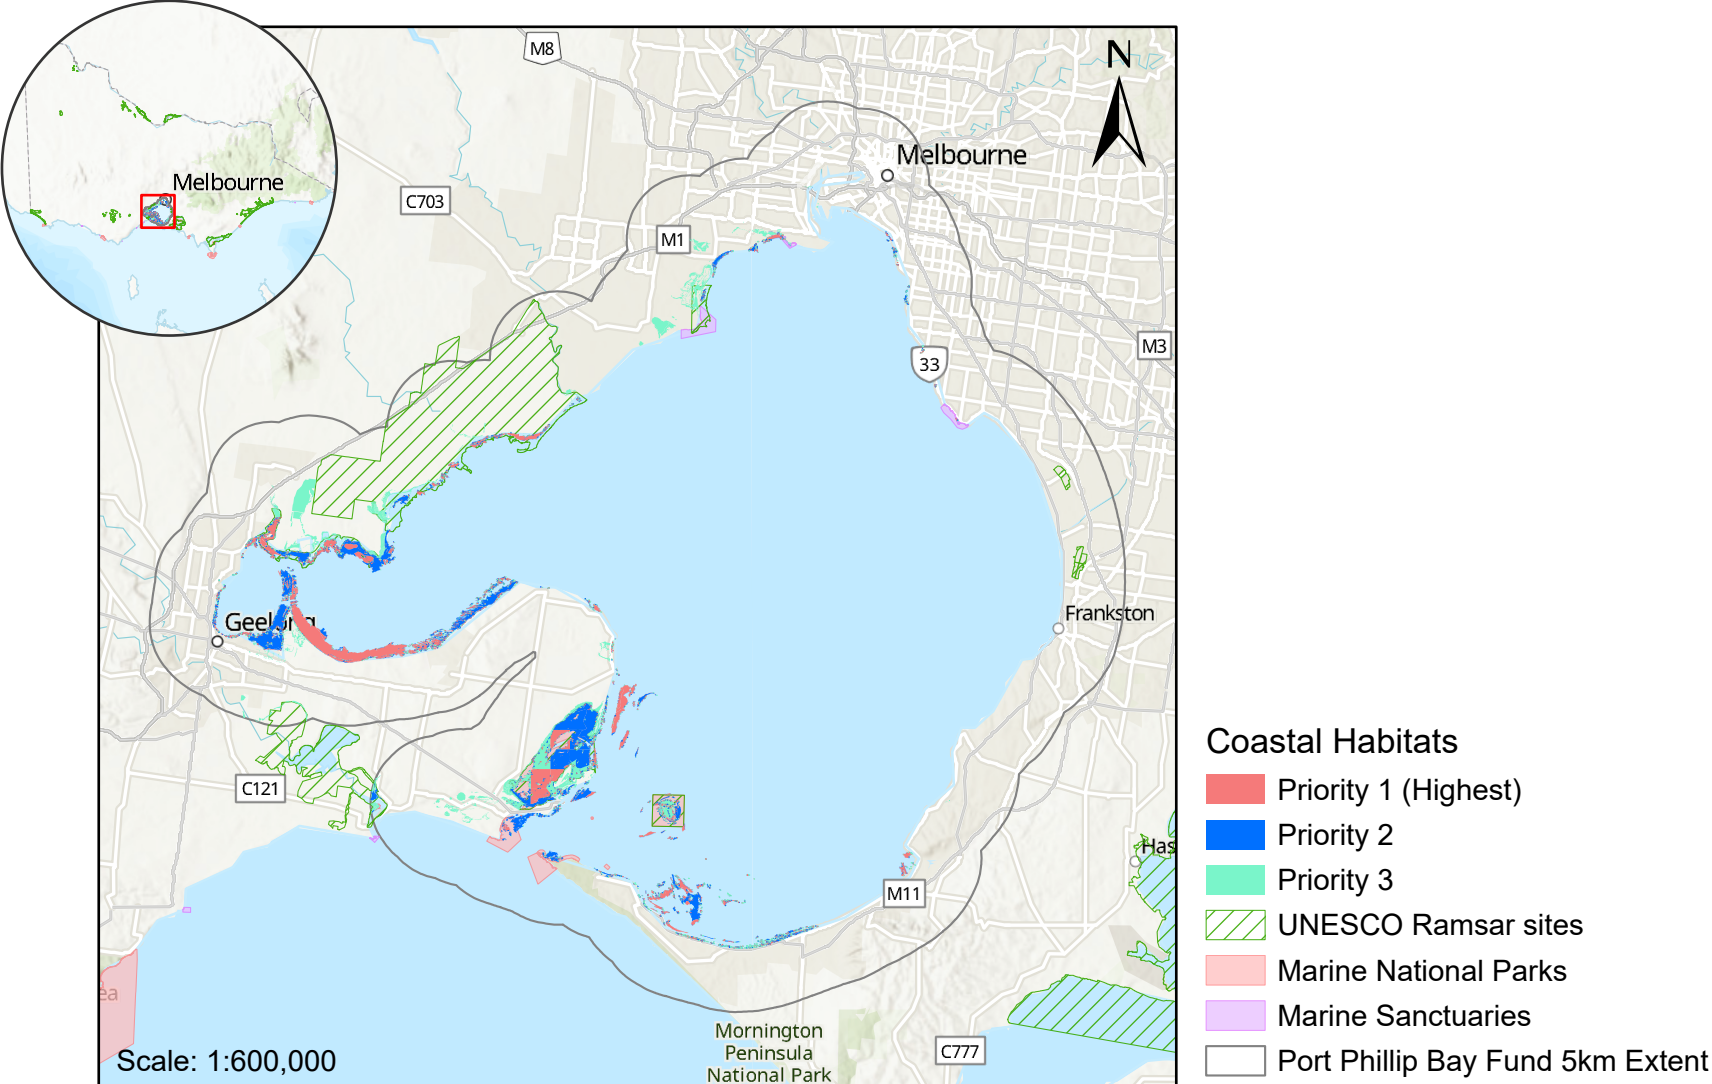 M8
N
Melbourne
Melbourne
C703
M1
M3
33
Geelong
Frankston
C121
Has
M11
ea
Mornington
Peninsula
National Park
C777
Scale: 1:600,000
Coastal Habitats
Priority 1 (Highest)
Priority 2
Priority 3
UNESCO Ramsar sites
Marine National Parks
Marine Sanctuaries
Port Phillip Bay Fund 5km Extent